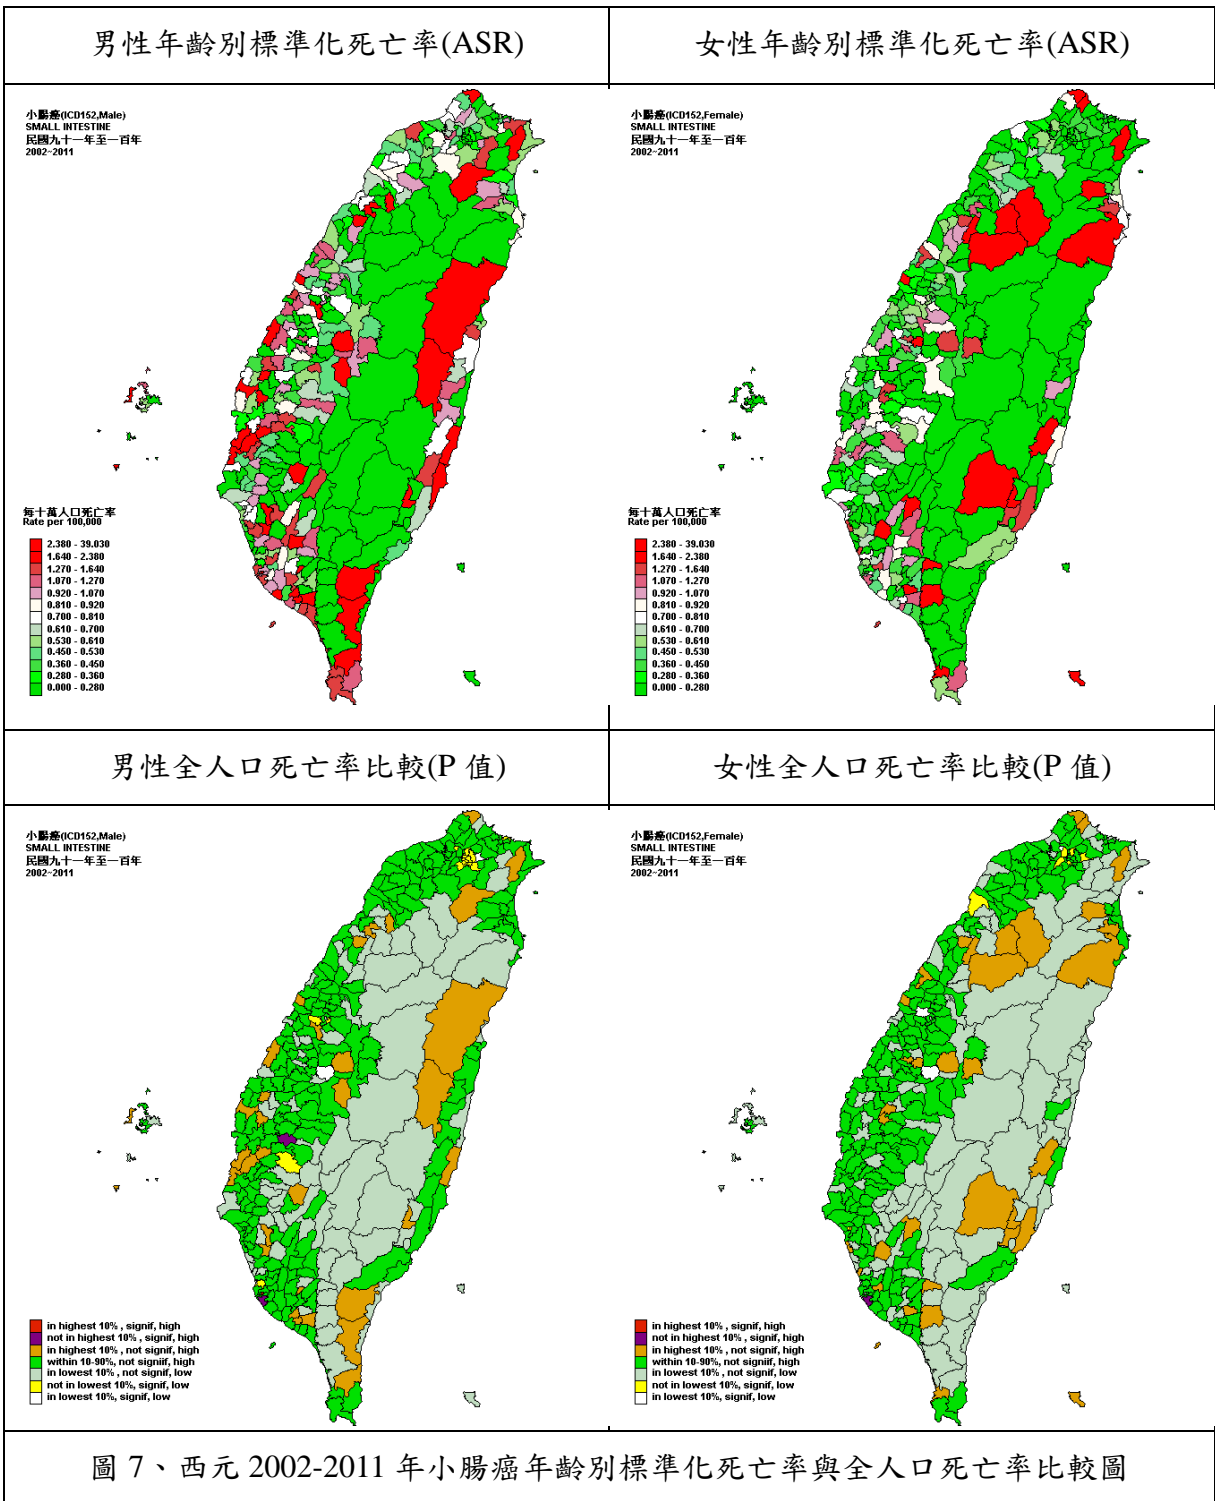 男性年齡別標準化死亡率(ASR)
女性年齡別標準化死亡率(ASR)
小腸癌(ICD152,Male)
SMALL INTESTINE
民國九十一年至一百年
2002~2011
每十萬人口死亡率
Rate per 100,000
2.380 - 39.030
1.640 - 2.380
1.270 - 1.640
1.070 - 1.270
0.920 - 1.070
0.810 - 0.920
0.700 - 0.810
0.610 - 0.700
0.530 - 0.610
0.450 - 0.530
0.360 - 0.450
0.280 - 0.360
0.000 - 0.280
小腸癌(ICD152,Female)
SMALL INTESTINE
民國九十一年至一百年
2002~2011
每十萬人口死亡率
Rate per 100,000
2.380 - 39.030
1.640 - 2.380
1.270 - 1.640
1.070 - 1.270
0.920 - 1.070
0.810 - 0.920
0.700 - 0.810
0.610 - 0.700
0.530 - 0.610
0.450 - 0.530
0.360 - 0.450
0.280 - 0.360
0.000 - 0.280
男性全人口死亡率比較(P 值)
女性全人口死亡率比較(P 值)
小腸癌(ICD152,Male)
SMALL INTESTINE
民國九十一年至一百年
2002~2011
in highest 10% , signif, high
not in highest 10% , signif, high
in highest 10% , not signif, high
within 10-90%, not signiif, high
in lowest 10% , not signif, low
not in lowest 10%, signif, low
in lowest 10%, signif, low
小腸癌(ICD152,Female)
SMALL INTESTINE
民國九十一年至一百年
2002~2011
in highest 10% , signif, high
not in highest 10% , signif, high
in highest 10% , not signif, high
within 10-90%, not signiif, high
in lowest 10% , not signif, low
not in lowest 10%, signif, low
in lowest 10%, signif, low
圖 7、西元 2002-2011 年小腸癌年齡別標準化死亡率與全人口死亡率比較圖